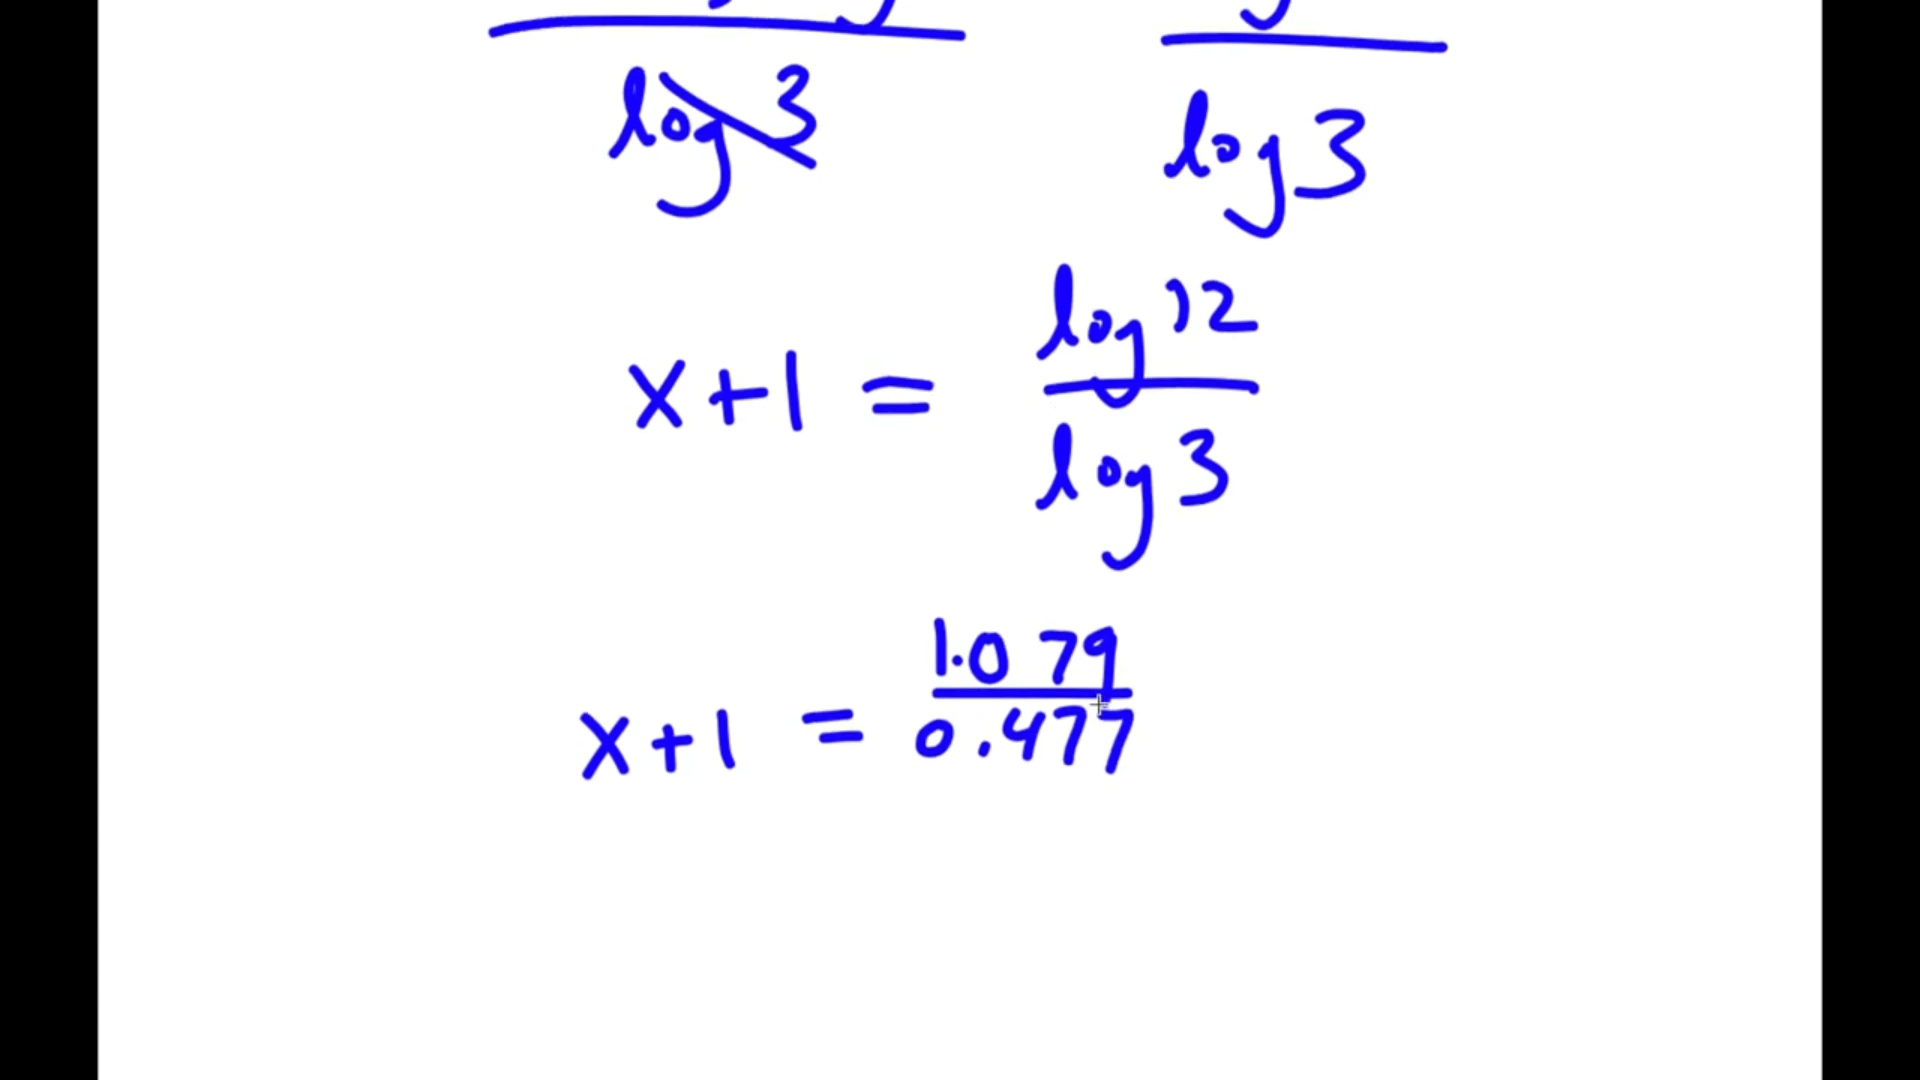 log 3 log 3
log 12
x + 1 =
log 3
1.079
x + 1 =
0.477